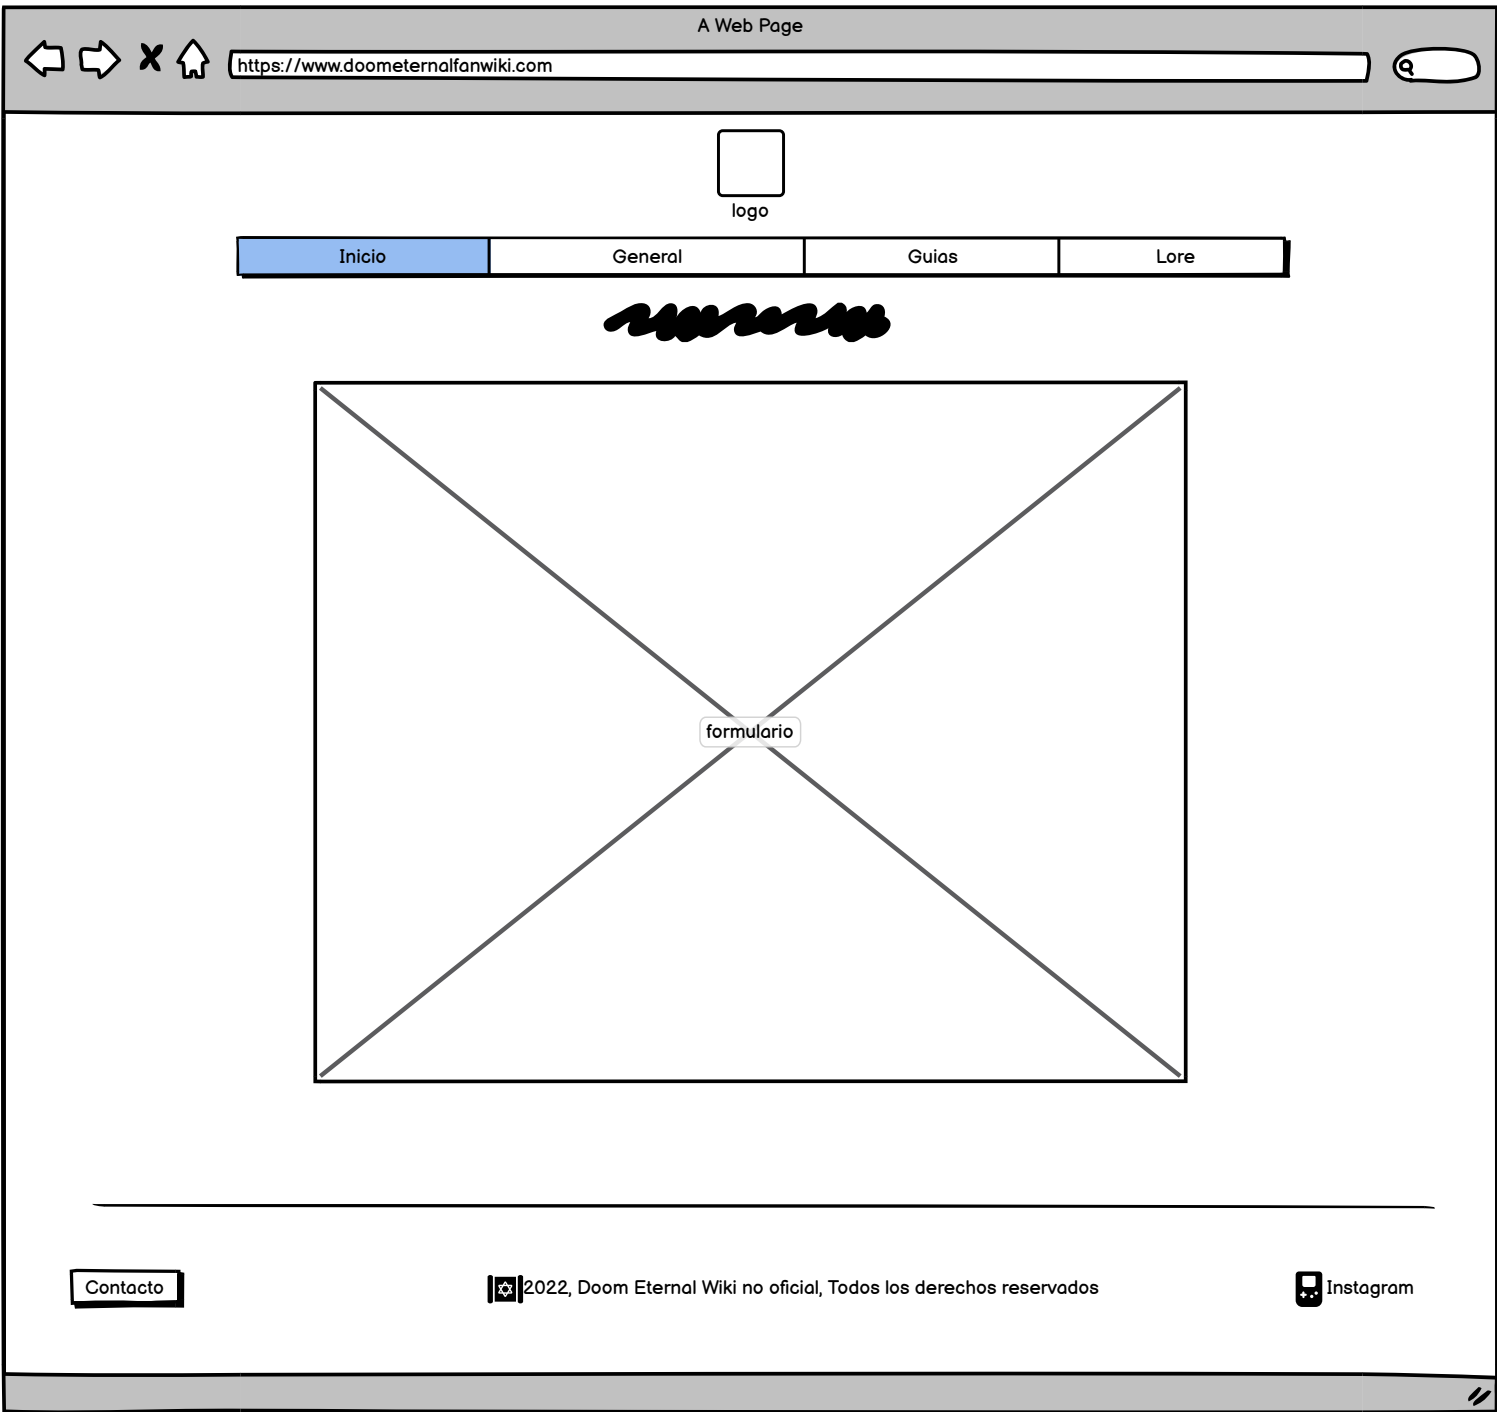 A Web Page
https://www.doometernalfanwiki.com
logo
Inicio General Guias Lore
formulario
Contacto 2022, Doom Eternal Wiki no oficial, Todos los derechos reservados Instagram